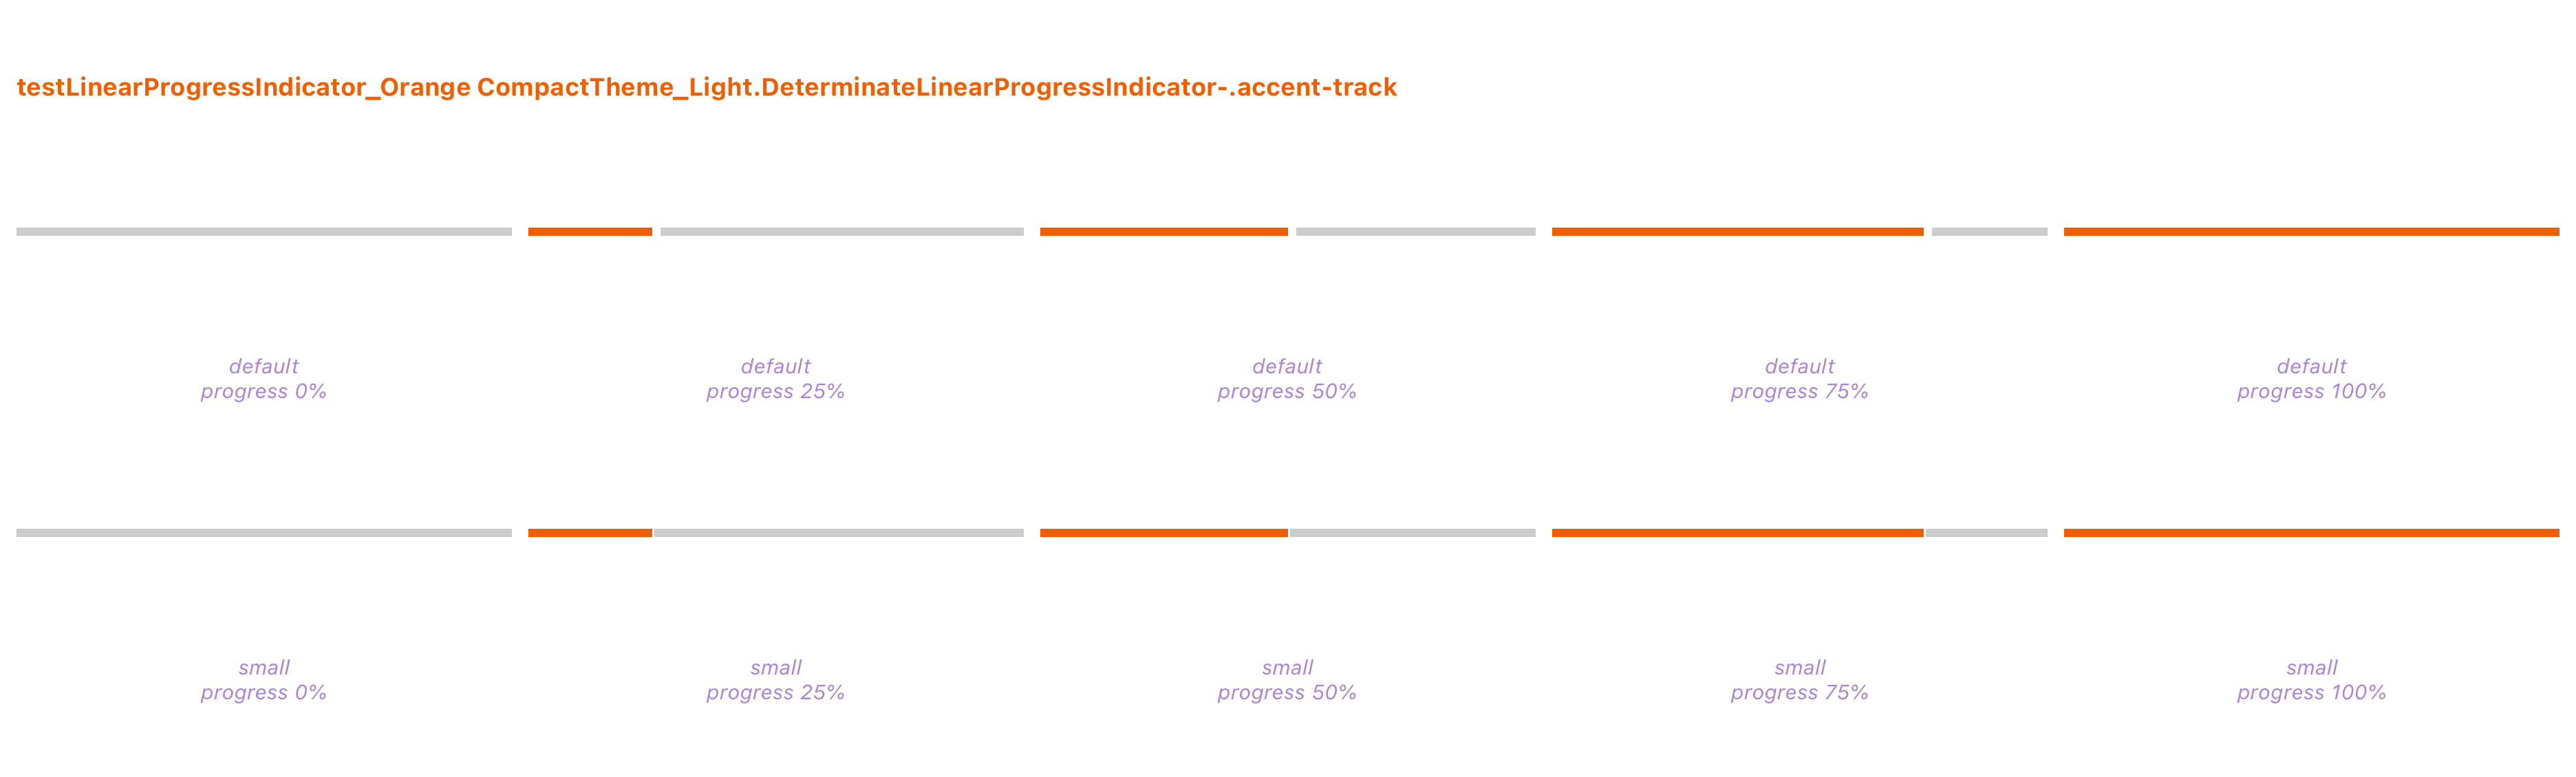 testLinearProgressIndicator_Orange CompactTheme_Light.DeterminateLinearProgressIndicator-.accent-track
default
progress 0%
default
progress 25%
default
progress 50%
default
progress 75%
default
progress 100%
small
progress 0%
small
progress 25%
small
progress 50%
small
progress 75%
small
progress 100%